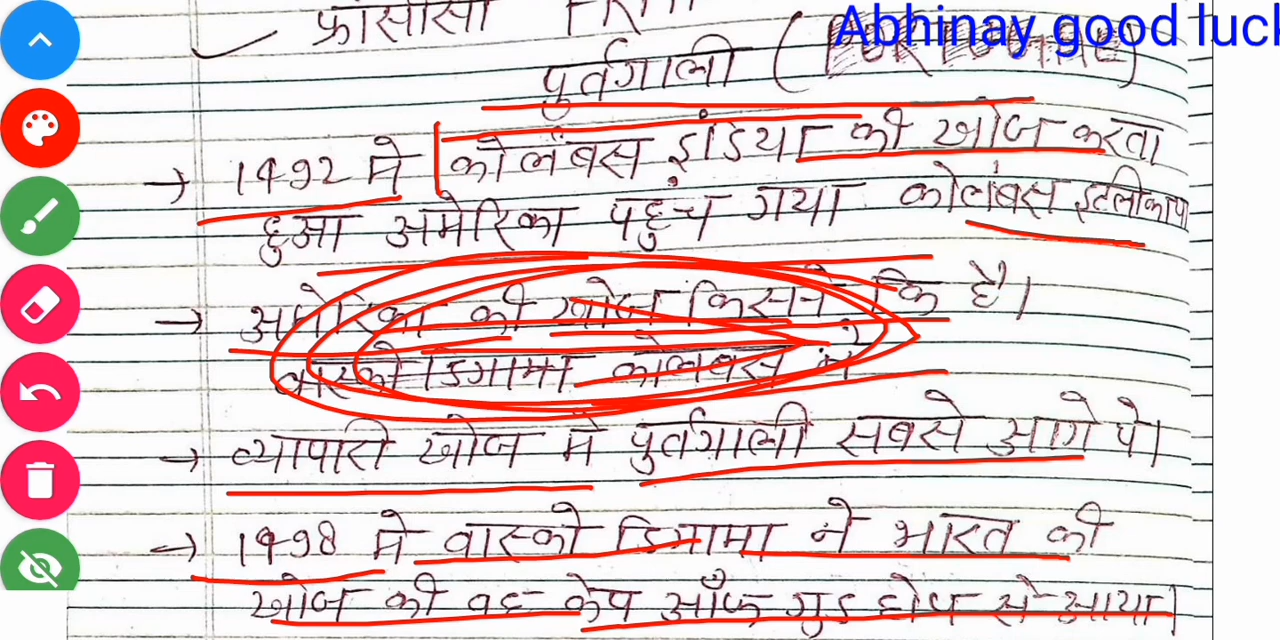 फ्रांसीसी
Abhinay good luck
पुर्तगाली (
→ 1492 मे कोलंबस इंडिया की खोज करता
हुआ अमेरिका पहुंच गया कोलंबस इटली का था
→ अमेरिका की खोज किसने कि है।
वास्को डिगामा कोलंबस ने
→ व्यापारी खोज मे पुर्तगाली सबसे आगे थे।
→ 1498 मे वास्को डिगामा ने भारत की
खोज की वह केप ऑफ गुड होप से आया।